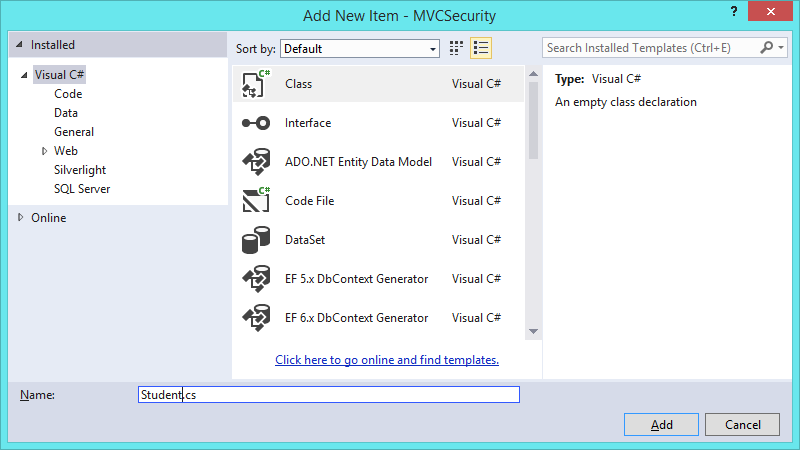 Add New Item - MVCSecurity
? ×
Installed
Sort by: Default
Search Installed Templates (Ctrl+E)
Visual C#
Code
Data
General
Web
Silverlight
SQL Server
Online
C# Class Visual C#
Interface Visual C#
ADO.NET Entity Data Model Visual C#
C# Code File Visual C#
DataSet Visual C#
EF 5.x DbContext Generator Visual C#
EF 6.x DbContext Generator Visual C#
Click here to go online and find templates.
Type: Visual C#
An empty class declaration
Name: Student.cs
Add Cancel